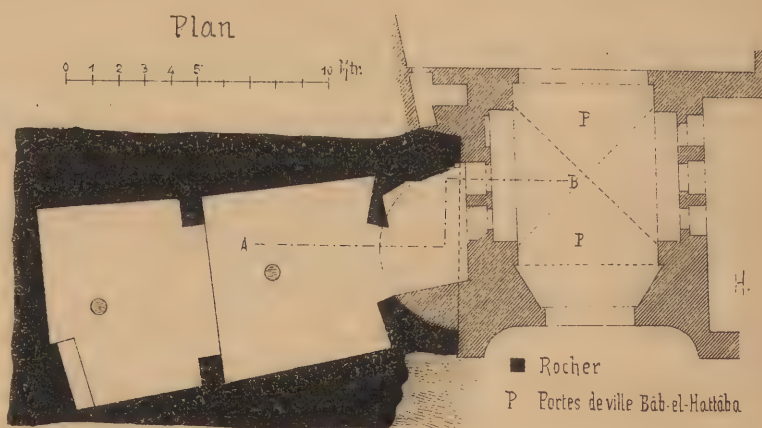 Plan
0 1 2 3 4 5 10 Mtr.
P
B
A
P
H.
Rocher
P Portes de ville Bâb-el-Hattâba